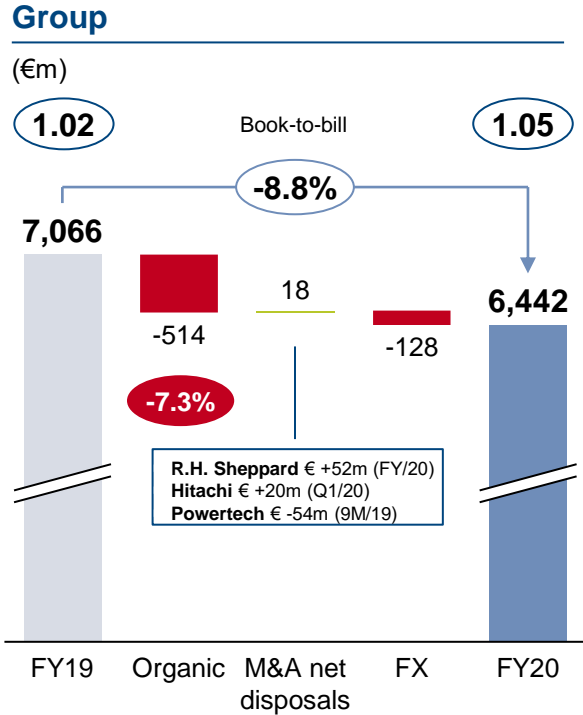 Group
(€m)
1.02
Book-to-bill
1.05
-8.8%
7,066
18
6,442
-514
-128
-7.3%
R.H. Sheppard € +52m (FY/20)
Hitachi € +20m (Q1/20)
Powertech € -54m (9M/19)
FY19
Organic
M&A net
disposals
FX
FY20